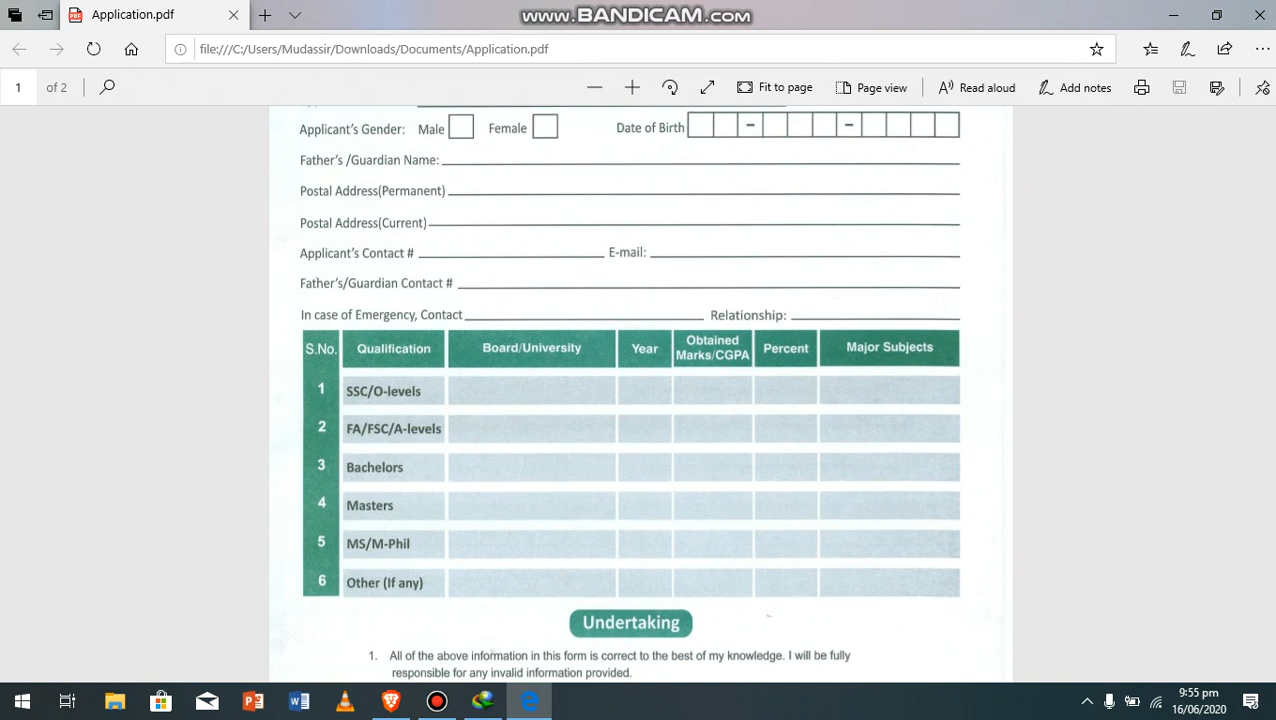 Application.pdf
www.BANDICAM.com
file:///C:/Users/Mudassir/Downloads/Documents/Application.pdf
1 of 2 Fit to page Page view Read aloud Add notes
Applicant's Gender: Male Female Date of Birth - -
Father's /Guardian Name:
Postal Address(Permanent)
Postal Address(Current)
Applicant's Contact # E-mail:
Father's/Guardian Contact #
In case of Emergency, Contact Relationship:
S.No. Qualification Board/University Year Obtained Marks/CGPA Percent Major Subjects
1 SSC/O-levels
2 FA/FSC/A-levels
3 Bachelors
4 Masters
5 MS/M-Phil
6 Other (If any)
Undertaking
1. All of the above information in this form is correct to the best of my knowledge. I will be fully
responsible for any invalid information provided.
9:55 pm
16/06/2020